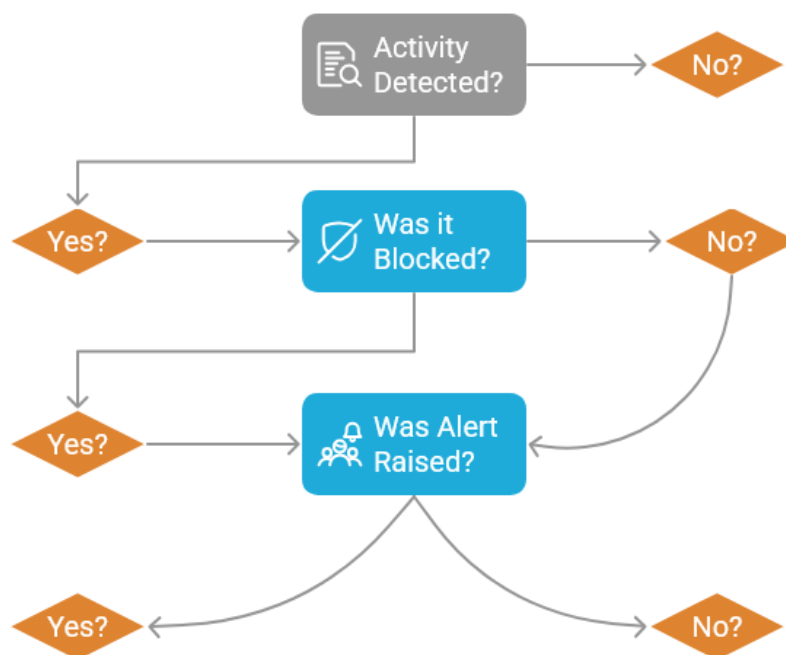 Activity
Detected?
No?
Yes?
Was it
Blocked?
No?
Yes?
Was Alert
Raised?
Yes?
No?